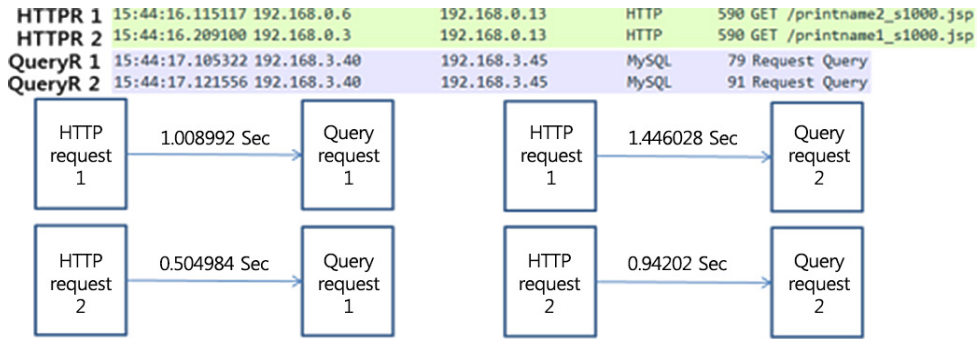 HTTPR 1 15:44:16.115117 192.168.0.6 192.168.0.13 HTTP 590 GET /printname2_s1000.jsp
HTTPR 2 15:44:16.209100 192.168.0.3 192.168.0.13 HTTP 590 GET /printname1_s1000.jsp
QueryR 1 15:44:17.105322 192.168.3.40 192.168.3.45 MySQL 79 Request Query
QueryR 2 15:44:17.121556 192.168.3.40 192.168.3.45 MySQL 91 Request Query
HTTP
request
1
1.008992 Sec
Query
request
1
HTTP
request
1
1.446028 Sec
Query
request
2
HTTP
request
2
0.504984 Sec
Query
request
1
HTTP
request
2
0.94202 Sec
Query
request
2